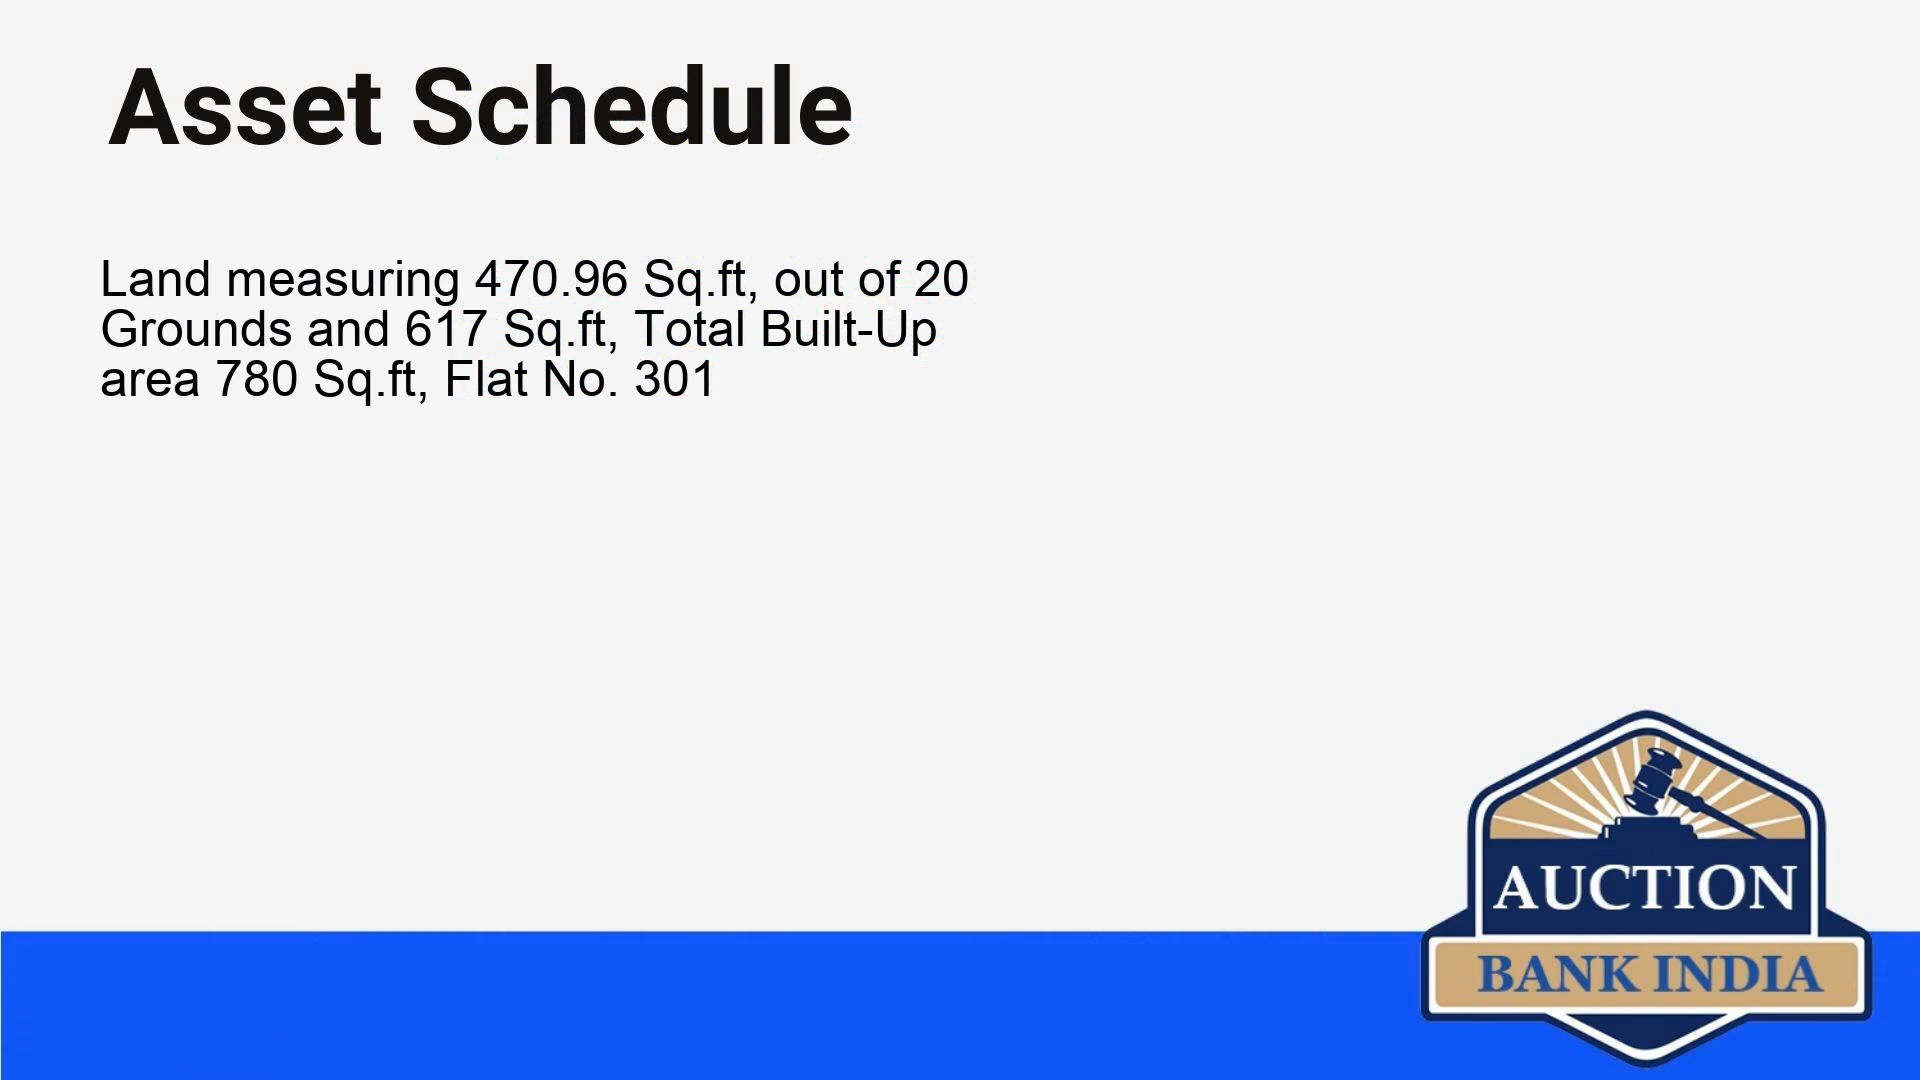 Asset Schedule
Land measuring 470.96 Sq.ft, out of 20
Grounds and 617 Sq.ft, Total Built-Up
area 780 Sq.ft, Flat No. 301
AUCTION
BANK INDIA